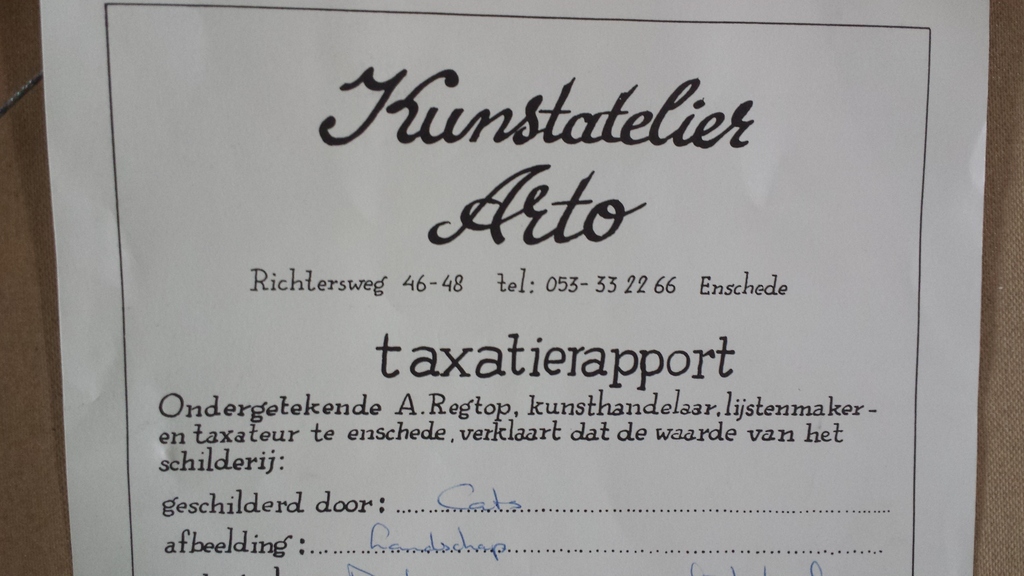 Kunstatelier
Arto
Richtersweg 46-48 tel: 053-33 22 66 Enschede
taxatierapport
Ondergetekende A. Regtop, kunsthandelaar, lijstenmaker-
en taxateur te enschede, verklaart dat de waarde van het
schilderij:
geschilderd door: Cats
afbeelding: Landschap